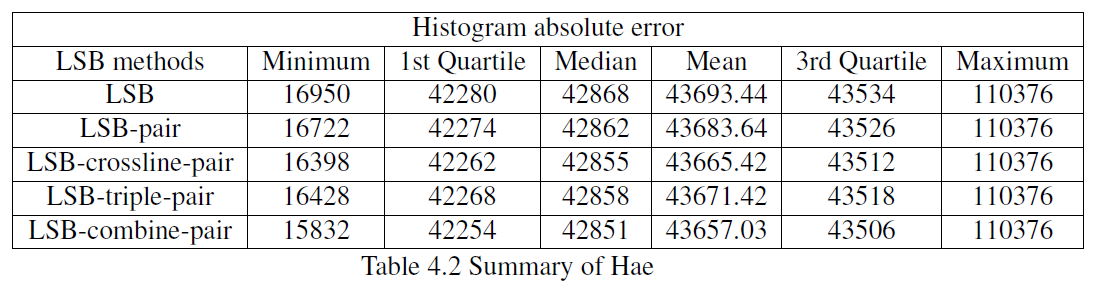 Histogram absolute error
LSB methods Minimum 1st Quartile Median Mean 3rd Quartile Maximum
LSB 16950 42280 42868 43693.44 43534 110376
LSB-pair 16722 42274 42862 43683.64 43526 110376
LSB-crossline-pair 16398 42262 42855 43665.42 43512 110376
LSB-triple-pair 16428 42268 42858 43671.42 43518 110376
LSB-combine-pair 15832 42254 42851 43657.03 43506 110376
Table 4.2 Summary of Hae